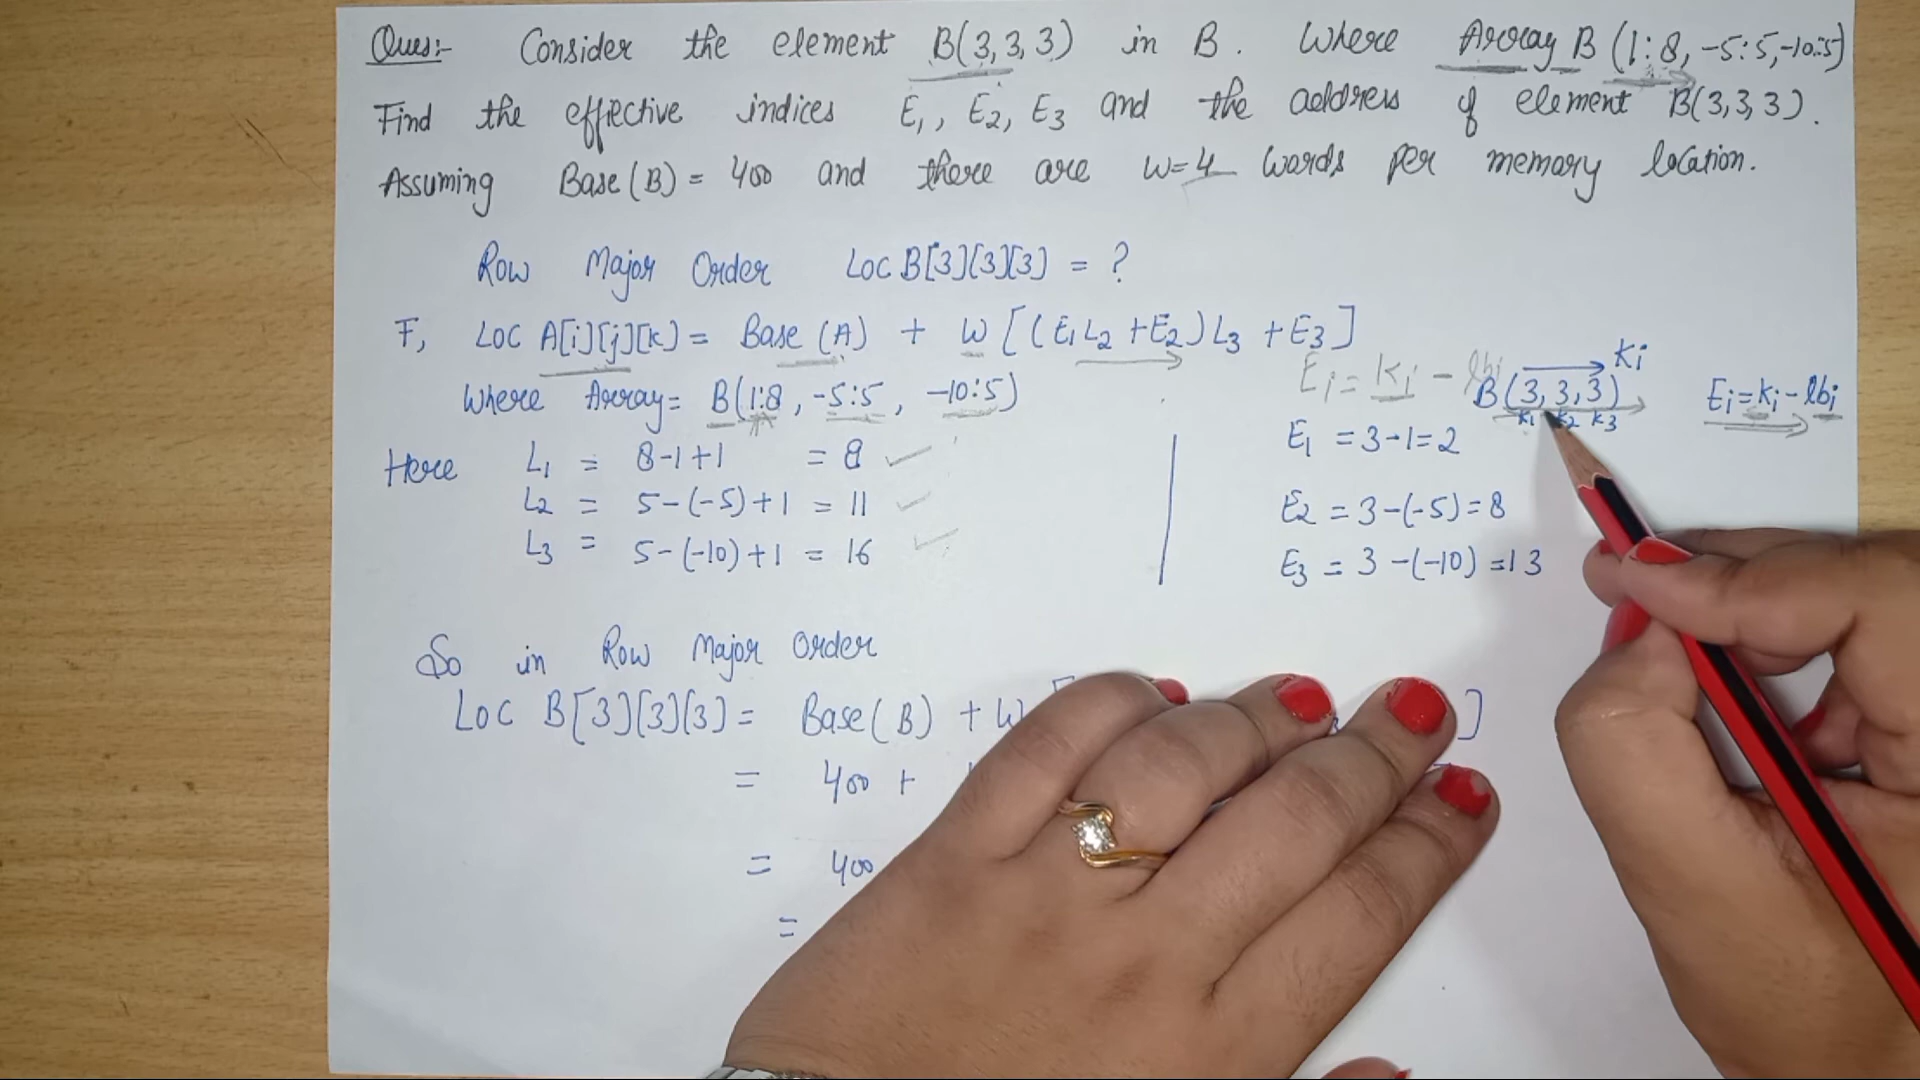 Ques:- Consider the element B(3,3,3) in B. Where Array B (1:8, -5:5, -10:5)
Find the effective indices E1, E2, E3 and the address of element B(3,3,3).
Assuming Base(B) = 400 and there are w=4 words per memory location.
Row Major Order LOC B[3][3][3] = ?
F, LOC A[i][j][k] = Base (A) + W [(E1L2 +E2)L3 +E3]
Where Array= B(1:8, -5:5, -10:5)
Here L1 = 8-1+1 = 8
L2 = 5-(-5)+1 = 11
L3 = 5-(-10)+1 = 16
Ei = ki - lbi
ki
B(3,3,3)
k1 k2 k3
Ei=ki-lbi
E1 = 3-1=2
E2 = 3-(-5)=8
E3 = 3-(-10)=13
So in Row Major Order
LOC B[3][3][3] = Base(B) + W [ ]
= 400 +
= 400
=